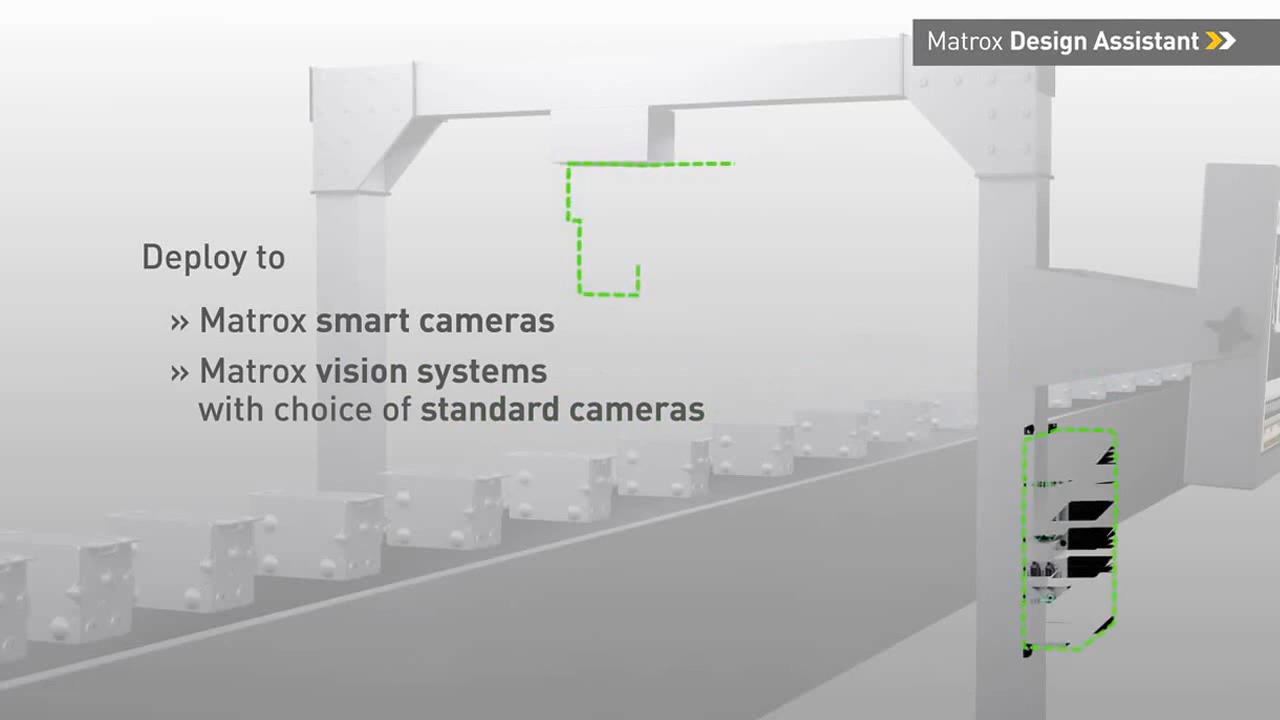 Matrox Design Assistant
Deploy to
» Matrox smart cameras
» Matrox vision systems
with choice of standard cameras